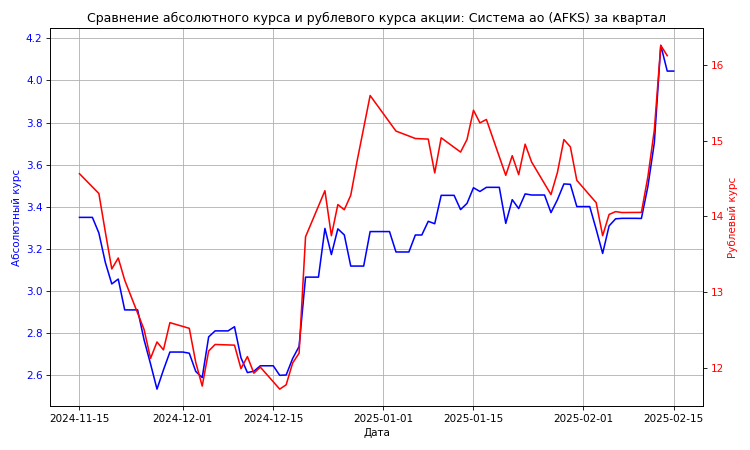 Сравнение абсолютного курса и рублевого курса акции: Система ао (AFKS) за квартал
4.2
4.0
3.8
3.6
3.4
3.2
3.0
2.8
2.6
Абсолютный курс
16
15
14
13
12
Рублевый курс
2024-11-15 2024-12-01 2024-12-15 2025-01-01 2025-01-15 2025-02-01 2025-02-15
Дата